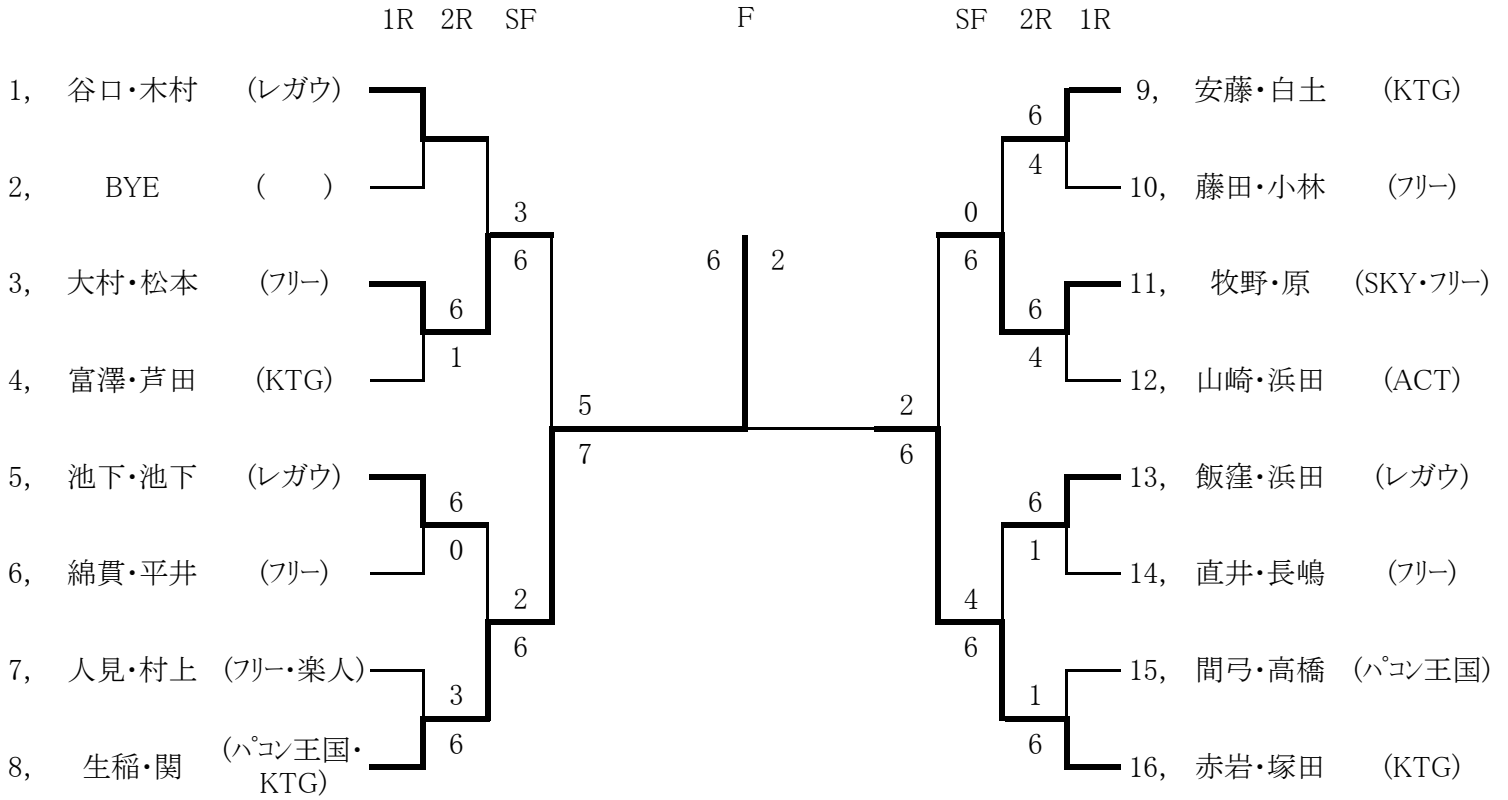 1R 2R SF F SF 2R 1R
1, 谷口・木村 (レガウ) 9, 安藤・白土 (KTG)
6
4
2, BYE ( ) 10, 藤田・小林 (フリー)
3 0
6 6 2 6 6
3, 大村・松本 (フリー) 11, 牧野・原 (SKY・フリー)
6 6
1 4
4, 富澤・芦田 (KTG) 12, 山崎・浜田 (ACT)
5 2
7 6
5, 池下・池下 (レガウ) 13, 飯窪・浜田 (レガウ)
6 6
0 1
6, 綿貫・平井 (フリー) 14, 直井・長嶋 (フリー)
2 4
6 6
7, 人見・村上 (フリー・楽人) 15, 間弓・高橋 (パコン王国)
3 1
6 6
8, 生稲・関 (パコン王国・
KTG) 16, 赤岩・塚田 (KTG)